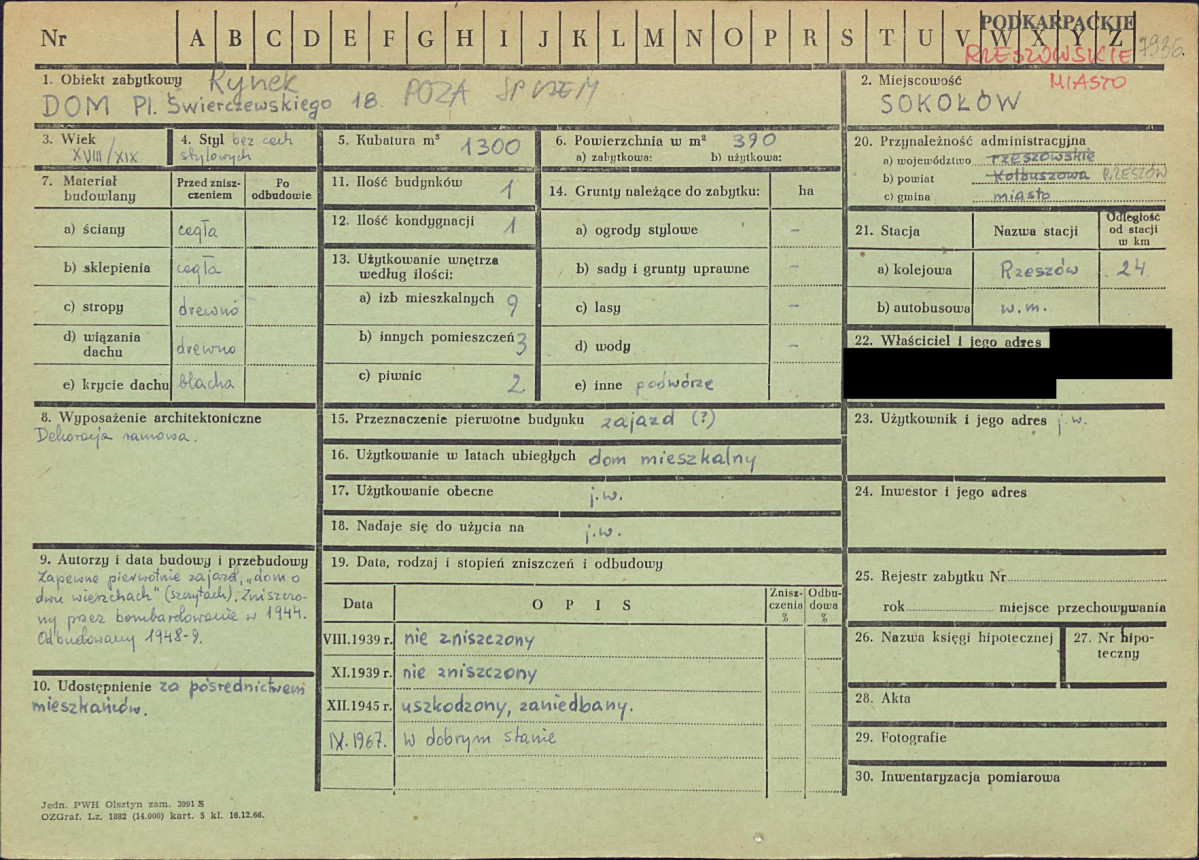 Nr A B C D E F G H I J K L M N O P R S T U V W X Y Z
PODKARPACKIE
RZESZOWSKIE 1936.
MIASTO
1. Obiekt zabytkowy Rynek
DOM Pl. Świerczewskiego 18. POZA SPISEM
2. Miejscowość
SOKOŁÓW
3. Wiek
XVIII/XIX
4. Styl bez cech
stylowych
5. Kubatura m³ 1300
6. Powierzchnia w m² 390
a) zabytkowa: b) użytkowa:
7. Materiał
budowlany
Przed znisz-
czeniem
Po
odbudowie
a) ściany cegła
b) sklepienia cegła
c) stropy drewno
d) wiązania
dachu drewno
e) krycie dachu blacha
8. Wyposażenie architektoniczne
Dekoracja ramowa.
9. Autorzy i data budowy i przebudowy
Zapewne pierwotnie zajazd, „dom o
dwu wierzchach" (szczytach). Zniszczo-
ny przez bombardowanie w 1944.
Odbudowany 1948-9.
10. Udostępnienie za pośrednictwem
mieszkańców.
11. Ilość budynków 1
12. Ilość kondygnacji 1
13. Użytkowanie wnętrza
według ilości:
a) izb mieszkalnych 9
b) innych pomieszczeń 3
c) piwnic 2
14. Grunty należące do zabytku: ha
a) ogrody stylowe -
b) sady i grunty uprawne -
c) lasy -
d) wody -
e) inne podwórze
15. Przeznaczenie pierwotne budynku zajazd (?)
16. Użytkowanie w latach ubiegłych dom mieszkalny
17. Użytkowanie obecne j.w.
18. Nadaje się do użycia na j.w.
19. Data, rodzaj i stopień zniszczeń i odbudowy
Data O P I S
Znisz-
czenia
%
Odbu-
dowa
%
VIII.1939 r. nie zniszczony
XI.1939 r. nie zniszczony
XII.1945 r. uszkodzony, zaniedbany.
IX.1967. w dobrym stanie
20. Przynależność administracyjna
a) województwo rzeszowskie
b) powiat Kolbuszowa RZESZÓW
c) gmina miasto
21. Stacja Nazwa stacji
Odległość
od stacji
w km
a) kolejowa Rzeszów 24
b) autobusowa w.m.
22. Właściciel i jego adres
23. Użytkownik i jego adres j.w.
24. Inwestor i jego adres
25. Rejestr zabytku Nr
rok miejsce przechowywania
26. Nazwa księgi hipotecznej
27. Nr hipo-
teczny
28. Akta
29. Fotografie
30. Inwentaryzacja pomiarowa
Jedn. PWH Olsztyn zam. 3991 S
OZGraf. Lz. 1882 (14.000) kart. 5 kl. 16.12.66.